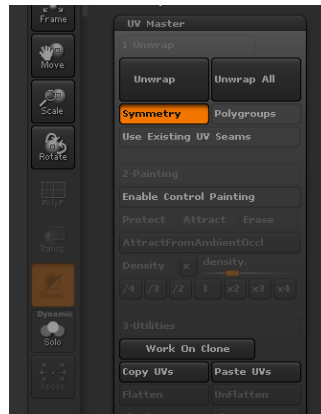 Frame
Move
Scale
Rotate
PolyF
Transp
Ghost
Dynamic
Solo
Xpose
UV Master
1-Unwrap
Unwrap Unwrap All
Symmetry Polygroups
Use Existing UV Seams
2-Painting
Enable Control Painting
Protect Attract Erase
AttractFromAmbientOccl
Density x density.
/4 /3 /2 1 x2 x3 x4
3-Utilities
Work On Clone
Copy UVs Paste UVs
Flatten UnFlatten